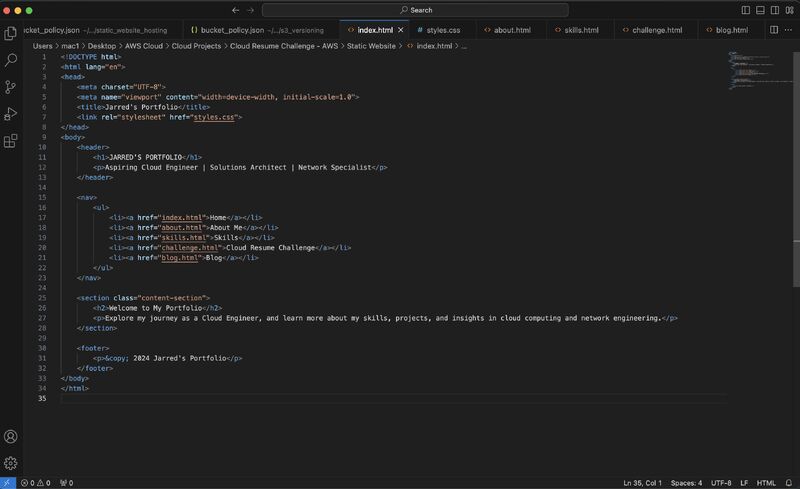 Search
bucket_policy.json ~/.../static_website_hosting
bucket_policy.json ~/.../s3_versioning
index.html
styles.css
about.html
skills.html
challenge.html
blog.html
Users > mac1 > Desktop > AWS Cloud > Cloud Projects > Cloud Resume Challenge - AWS > Static Website > index.html > ...
1 <!DOCTYPE html>
2 <html lang="en">
3 <head>
4 <meta charset="UTF-8">
5 <meta name="viewport" content="width=device-width, initial-scale=1.0">
6 <title>Jarred's Portfolio</title>
7 <link rel="stylesheet" href="styles.css">
8 </head>
9 <body>
10 <header>
11 <h1>JARRED'S PORTFOLIO</h1>
12 <p>Aspiring Cloud Engineer | Solutions Architect | Network Specialist</p>
13 </header>
14
15 <nav>
16 <ul>
17 <li><a href="index.html">Home</a></li>
18 <li><a href="about.html">About Me</a></li>
19 <li><a href="skills.html">Skills</a></li>
20 <li><a href="challenge.html">Cloud Resume Challenge</a></li>
21 <li><a href="blog.html">Blog</a></li>
22 </ul>
23 </nav>
24
25 <section class="content-section">
26 <h2>Welcome to My Portfolio</h2>
27 <p>Explore my journey as a Cloud Engineer, and learn more about my skills, projects, and insights in cloud computing and network engineering.</p>
28 </section>
29
30 <footer>
31 <p>&copy; 2024 Jarred's Portfolio</p>
32 </footer>
33 </body>
34 </html>
35
0 0 0
Ln 35, Col 1 Spaces: 4 UTF-8 LF HTML